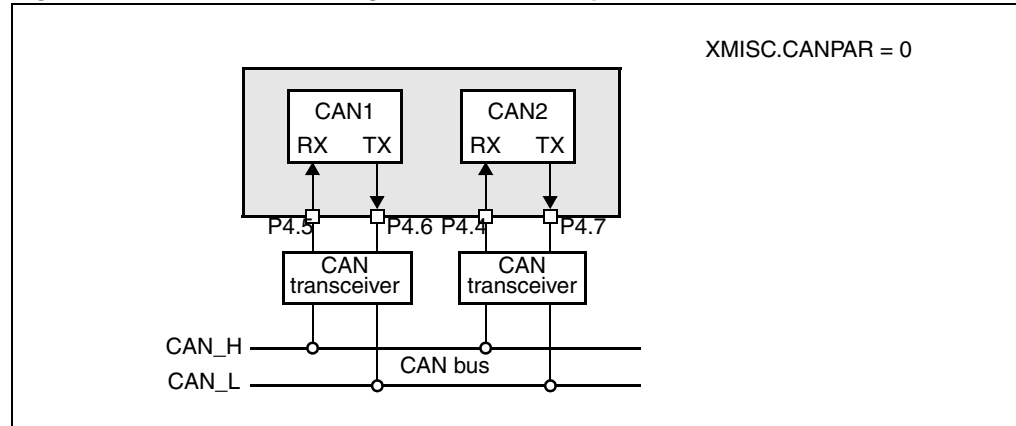 XMISC.CANPAR = 0
CAN1 CAN2
RX TX RX TX
P4.5 P4.6 P4.4 P4.7
CAN transceiver CAN transceiver
CAN_H
CAN bus
CAN_L